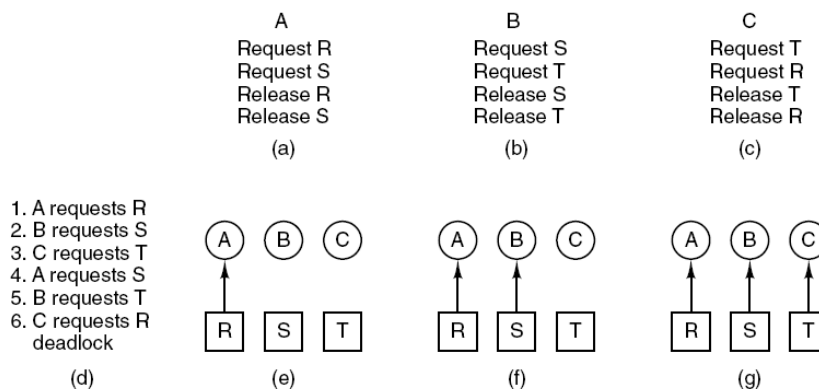 A
Request R
Request S
Release R
Release S
(a)
B
Request S
Request T
Release S
Release T
(b)
C
Request T
Request R
Release T
Release R
(c)
1. A requests R
2. B requests S
3. C requests T
4. A requests S
5. B requests T
6. C requests R
deadlock
(d)
A B C
R S T
(e)
A B C
R S T
(f)
A B C
R S T
(g)